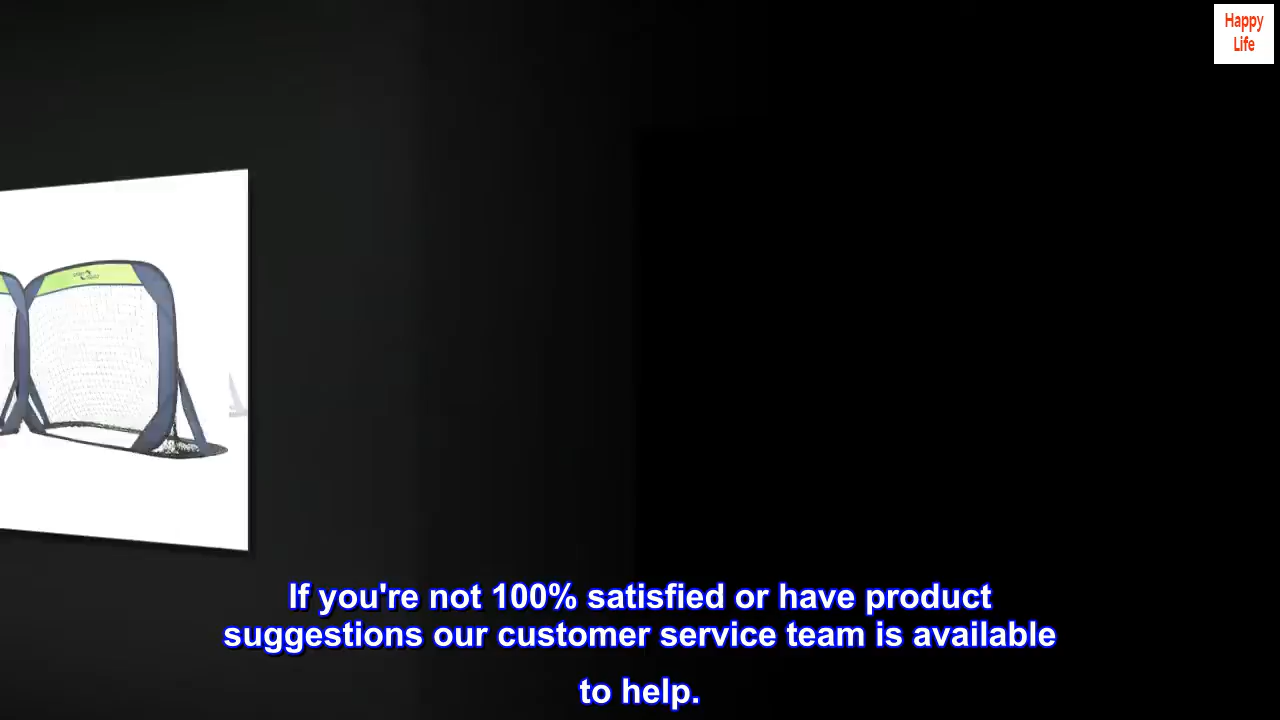 Happy
Life
If you're not 100% satisfied or have product
suggestions our customer service team is available
to help.